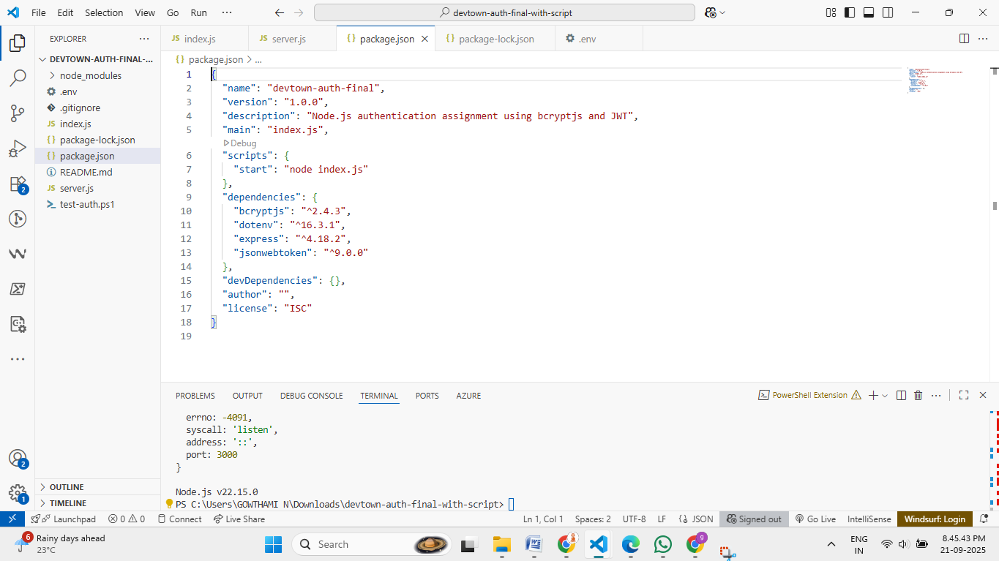 File Edit Selection View Go Run ··· devtown-auth-final-with-script
EXPLORER ···
index.js server.js package.json package-lock.json .env
DEVTOWN-AUTH-FINAL-...
node_modules
.env
.gitignore
index.js
package-lock.json
package.json
README.md
server.js
test-auth.ps1
OUTLINE
TIMELINE
2
2
1
package.json > ...
1 {
2 "name": "devtown-auth-final",
3 "version": "1.0.0",
4 "description": "Node.js authentication assignment using bcryptjs and JWT",
5 "main": "index.js",
Debug
6 "scripts": {
7 "start": "node index.js"
8 },
9 "dependencies": {
10 "bcryptjs": "^2.4.3",
11 "dotenv": "^16.3.1",
12 "express": "^4.18.2",
13 "jsonwebtoken": "^9.0.0"
14 },
15 "devDependencies": {},
16 "author": "",
17 "license": "ISC"
18 }
19
PROBLEMS OUTPUT DEBUG CONSOLE TERMINAL PORTS AZURE PowerShell Extension
errno: -4091,
syscall: 'listen',
address: '::',
port: 3000
}
Node.js v22.15.0
PS C:\Users\GOWTHAMI N\Downloads\devtown-auth-final-with-script>
Launchpad 0 0 Connect Live Share Ln 1, Col 1 Spaces: 2 UTF-8 LF {} JSON Signed out Go Live IntelliSense Windsurf: Login
6 Rainy days ahead
23°C
Search
g
ENG
IN
8.45.43 PM
21-09-2025